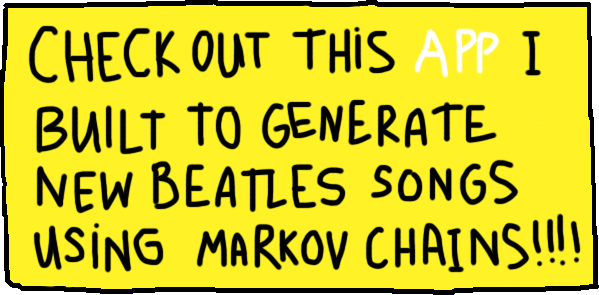 CHECK OUT THiS APP I
BUILT TO GENERATE
NEW BEATLES SONGS
USiNG MARKOV CHAINS!!!!